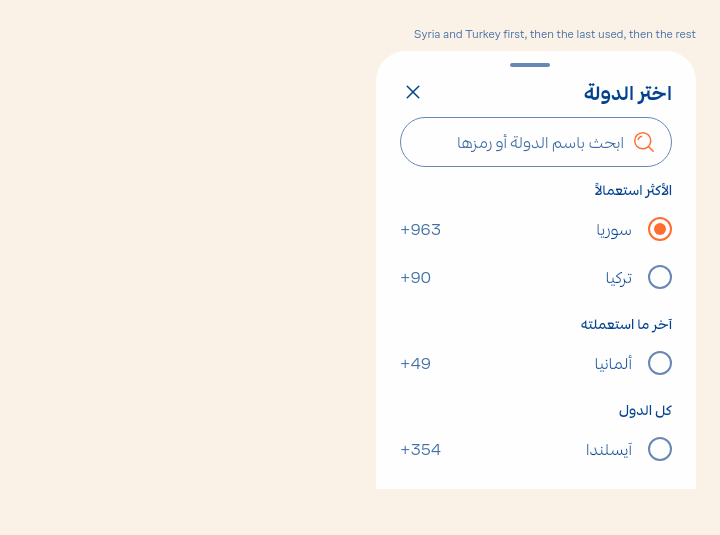 Syria and Turkey first, then the last used, then the rest
اختر الدولة
ابحث باسم الدولة أو رمزها
الأكثر استعمالاً
سوريا +963
تركيا +90
آخر ما استعملته
ألمانيا +49
كل الدول
آيسلندا +354